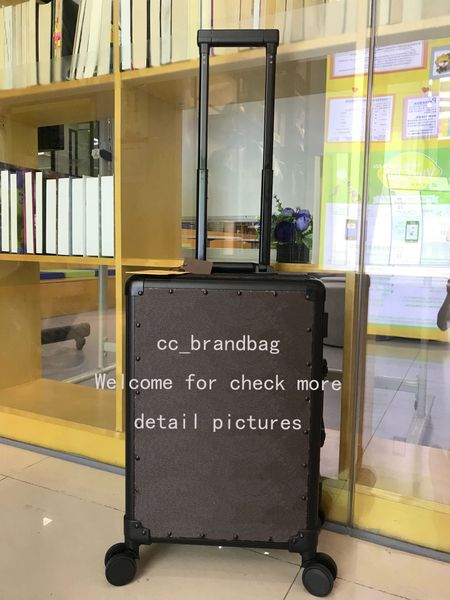 cc_brandbag
Welcome for check more
detail pictures